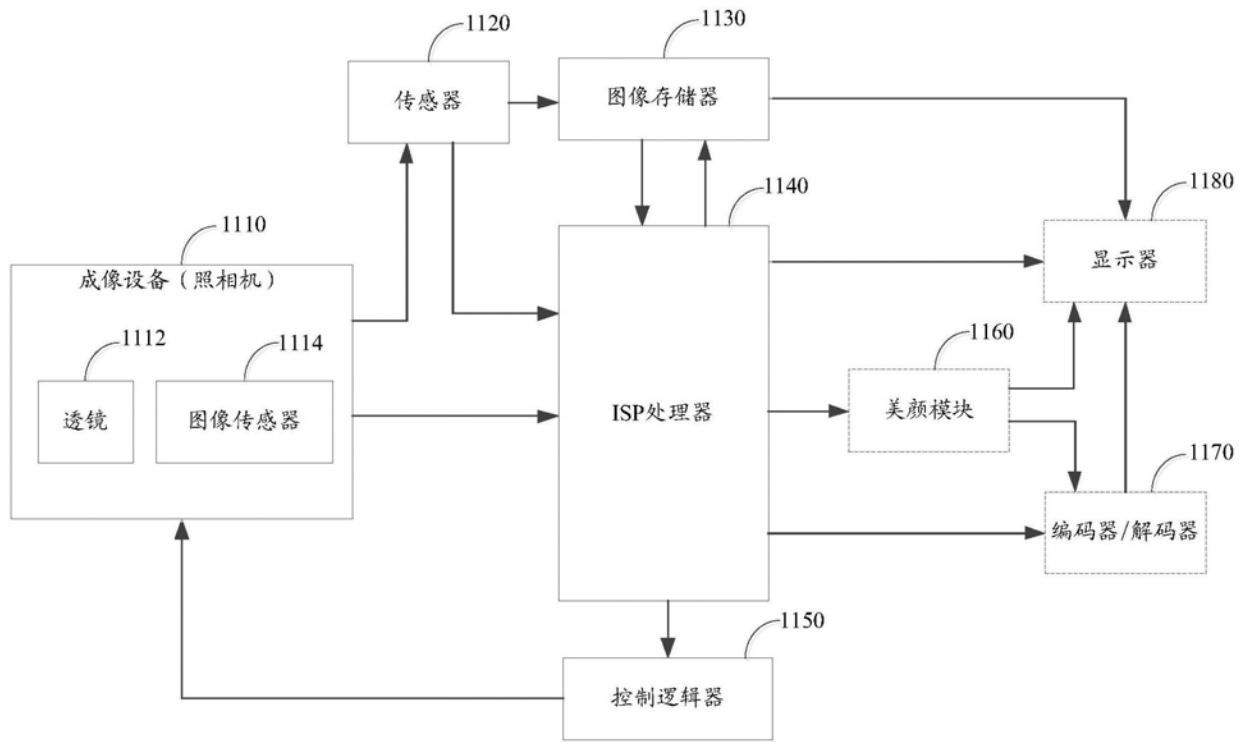 1120
传感器
1130
图像存储器
1140
1180
显示器
1110
成像设备（照相机）
1112
透镜
1114
图像传感器
ISP处理器
1160
美颜模块
1170
编码器/解码器
1150
控制逻辑器